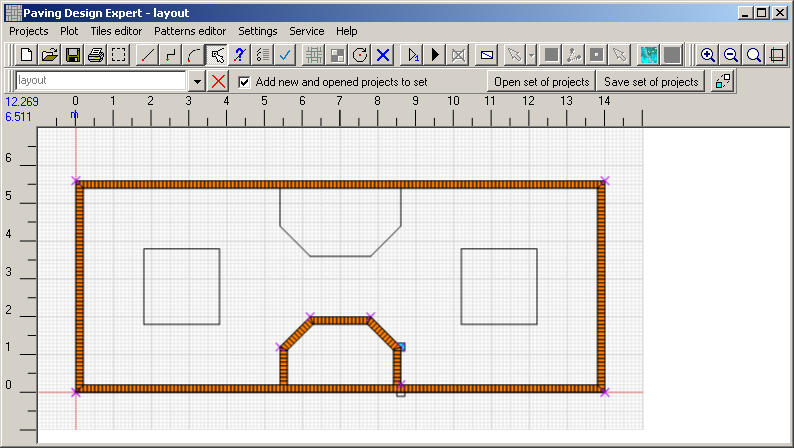 Paving Design Expert - layout
Projects Plot Tiles editor Patterns editor Settings Service Help
layout Add new and opened projects to set Open set of projects Save set of projects
12.269 0 1 2 3 4 5 6 7 8 9 10 11 12 13 14
6.511 m
6
5
4
3
2
1
0